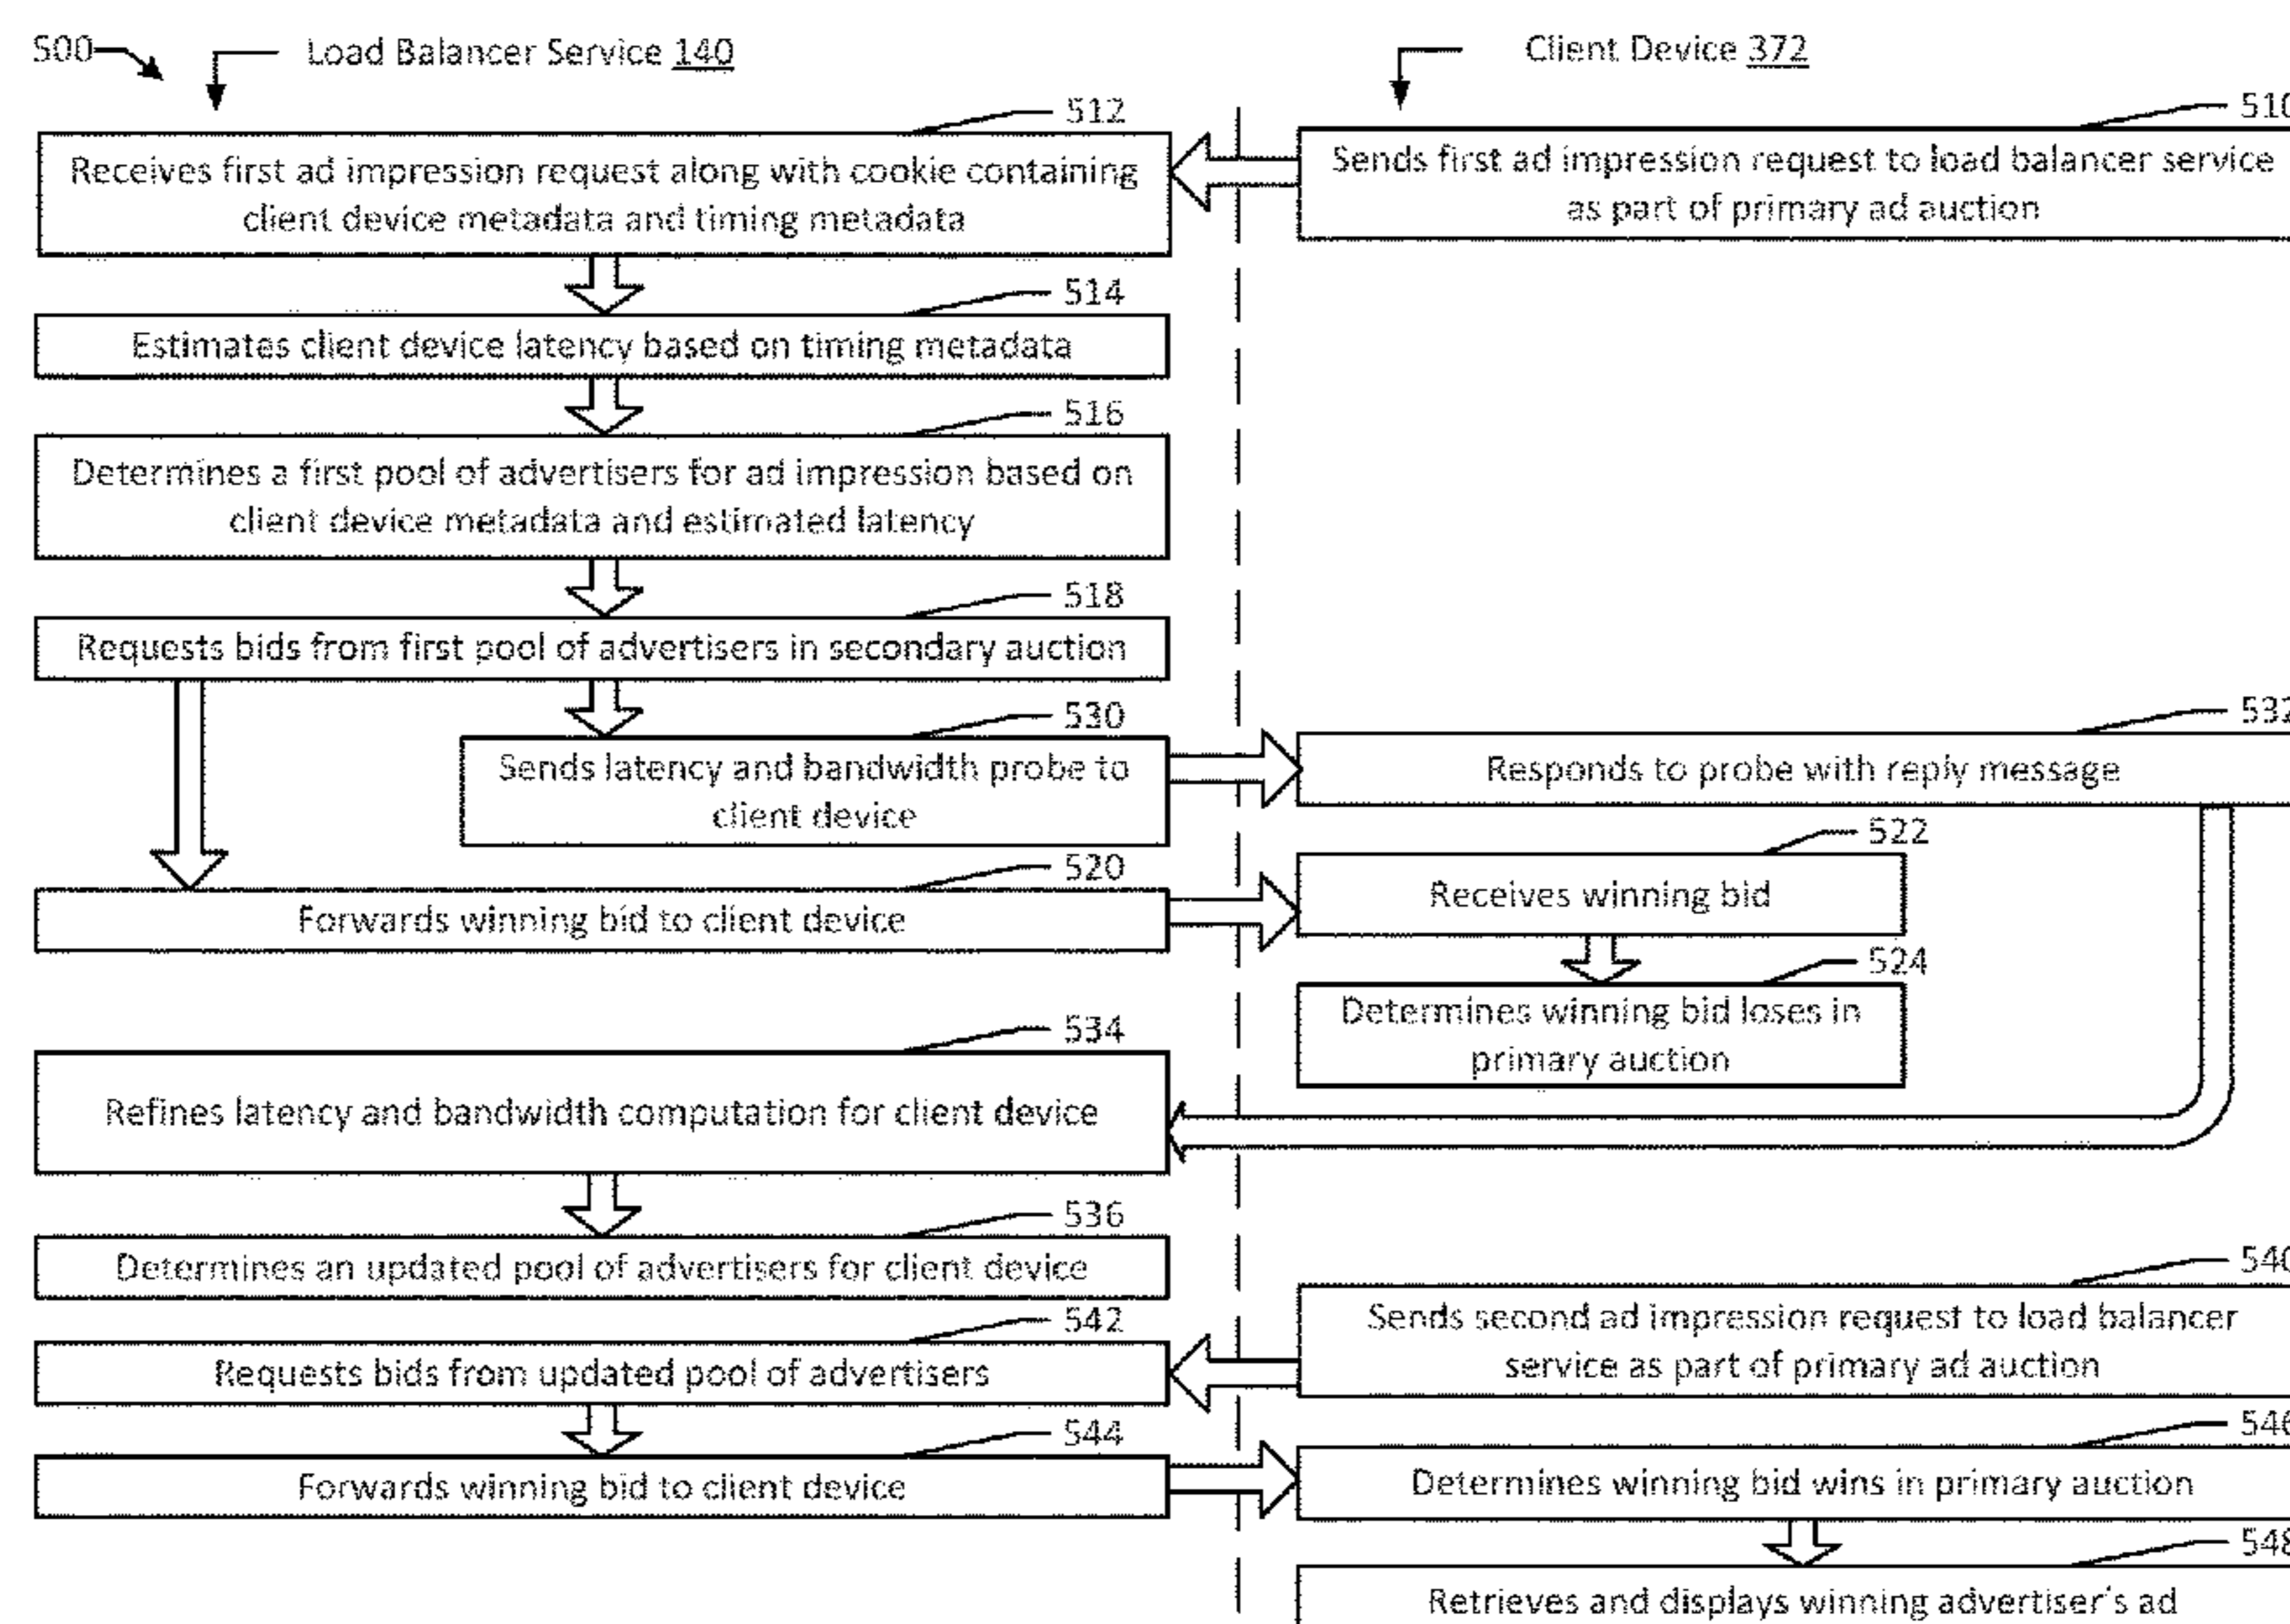 500
Load Balancer Service 140
Client Device 372
512
510
Receives first ad impression request along with cookie containing
client device metadata and timing metadata
Sends first ad impression request to load balancer service
as part of primary ad auction
514
Estimates client device latency based on timing metadata
516
Determines a first pool of advertisers for ad impression based on
client device metadata and estimated latency
518
Requests bids from first pool of advertisers in secondary auction
530
532
Sends latency and bandwidth probe to
client device
Responds to probe with reply message
522
520
Receives winning bid
Forwards winning bid to client device
524
Determines winning bid loses in
primary auction
534
Refines latency and bandwidth computation for client device
536
Determines an updated pool of advertisers for client device
540
Sends second ad impression request to load balancer
service as part of primary ad auction
542
Requests bids from updated pool of advertisers
544
546
Forwards winning bid to client device
Determines winning bid wins in primary auction
548
Retrieves and displays winning advertiser's ad